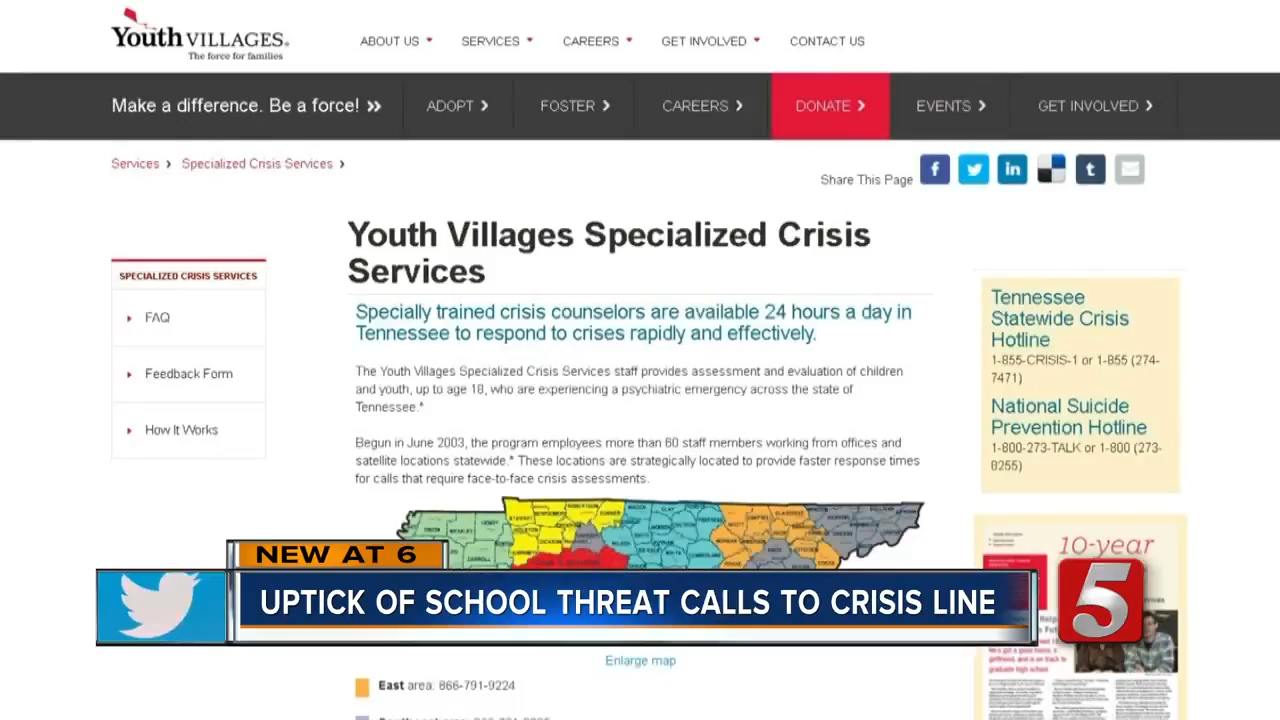 Youth VILLAGES.
The force for families
ABOUT US
SERVICES
CAREERS
GET INVOLVED
CONTACT US
Make a difference. Be a force! »
ADOPT
FOSTER
CAREERS
DONATE
EVENTS
GET INVOLVED
Services
Specialized Crisis Services
Share This Page
SPECIALIZED CRISIS SERVICES
FAQ
Feedback Form
How It Works
Youth Villages Specialized Crisis
Services
Specially trained crisis counselors are available 24 hours a day in
Tennessee to respond to crises rapidly and effectively.
The Youth Villages Specialized Crisis Services staff provides assessment and evaluation of children
and youth, up to age 18, who are experiencing a psychiatric emergency across the state of
Tennessee.*
Begun in June 2003, the program employees more than 60 staff members working from offices and
satellite locations statewide.* These locations are strategically located to provide faster response times
for calls that require face-to-face crisis assessments.
Tennessee
Statewide Crisis
Hotline
1-855-CRISIS-1 or 1-855 (274-
7471)
National Suicide
Prevention Hotline
1-800-273-TALK or 1-800 (273-
8255)
10-year
NEW AT 6
UPTICK OF SCHOOL THREAT CALLS TO CRISIS LINE
5
Enlarge map
East area: 866-791-9224